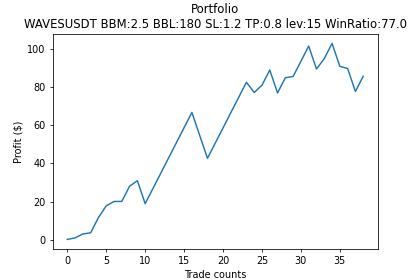 Portfolio
WAVESUSDT BBM:2.5 BBL:180 SL:1.2 TP:0.8 lev:15 WinRatio:77.0
100
80
60
40
20
0
Profit ($)
0 5 10 15 20 25 30 35
Trade counts